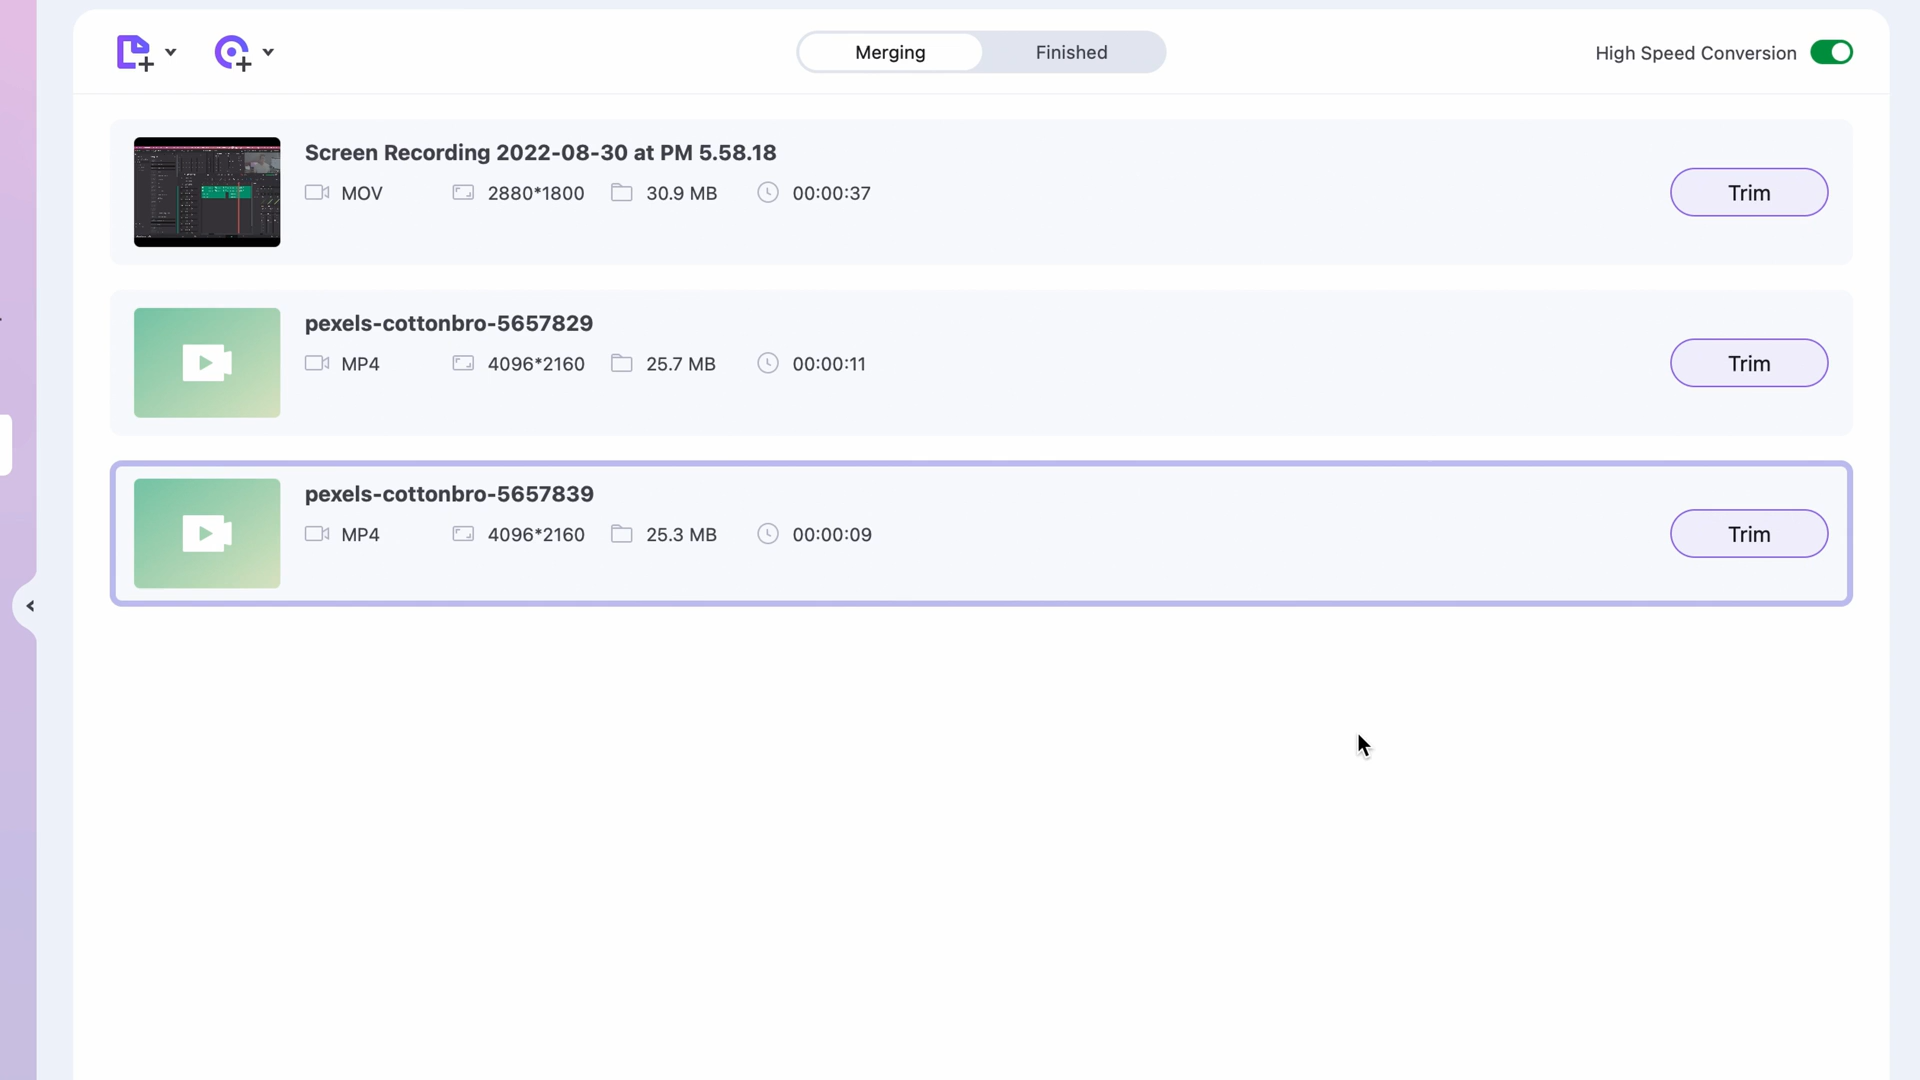 Merging Finished High Speed Conversion
Screen Recording 2022-08-30 at PM 5.58.18
MOV 2880*1800 30.9 MB 00:00:37 Trim
pexels-cottonbro-5657829
MP4 4096*2160 25.7 MB 00:00:11 Trim
pexels-cottonbro-5657839
MP4 4096*2160 25.3 MB 00:00:09 Trim